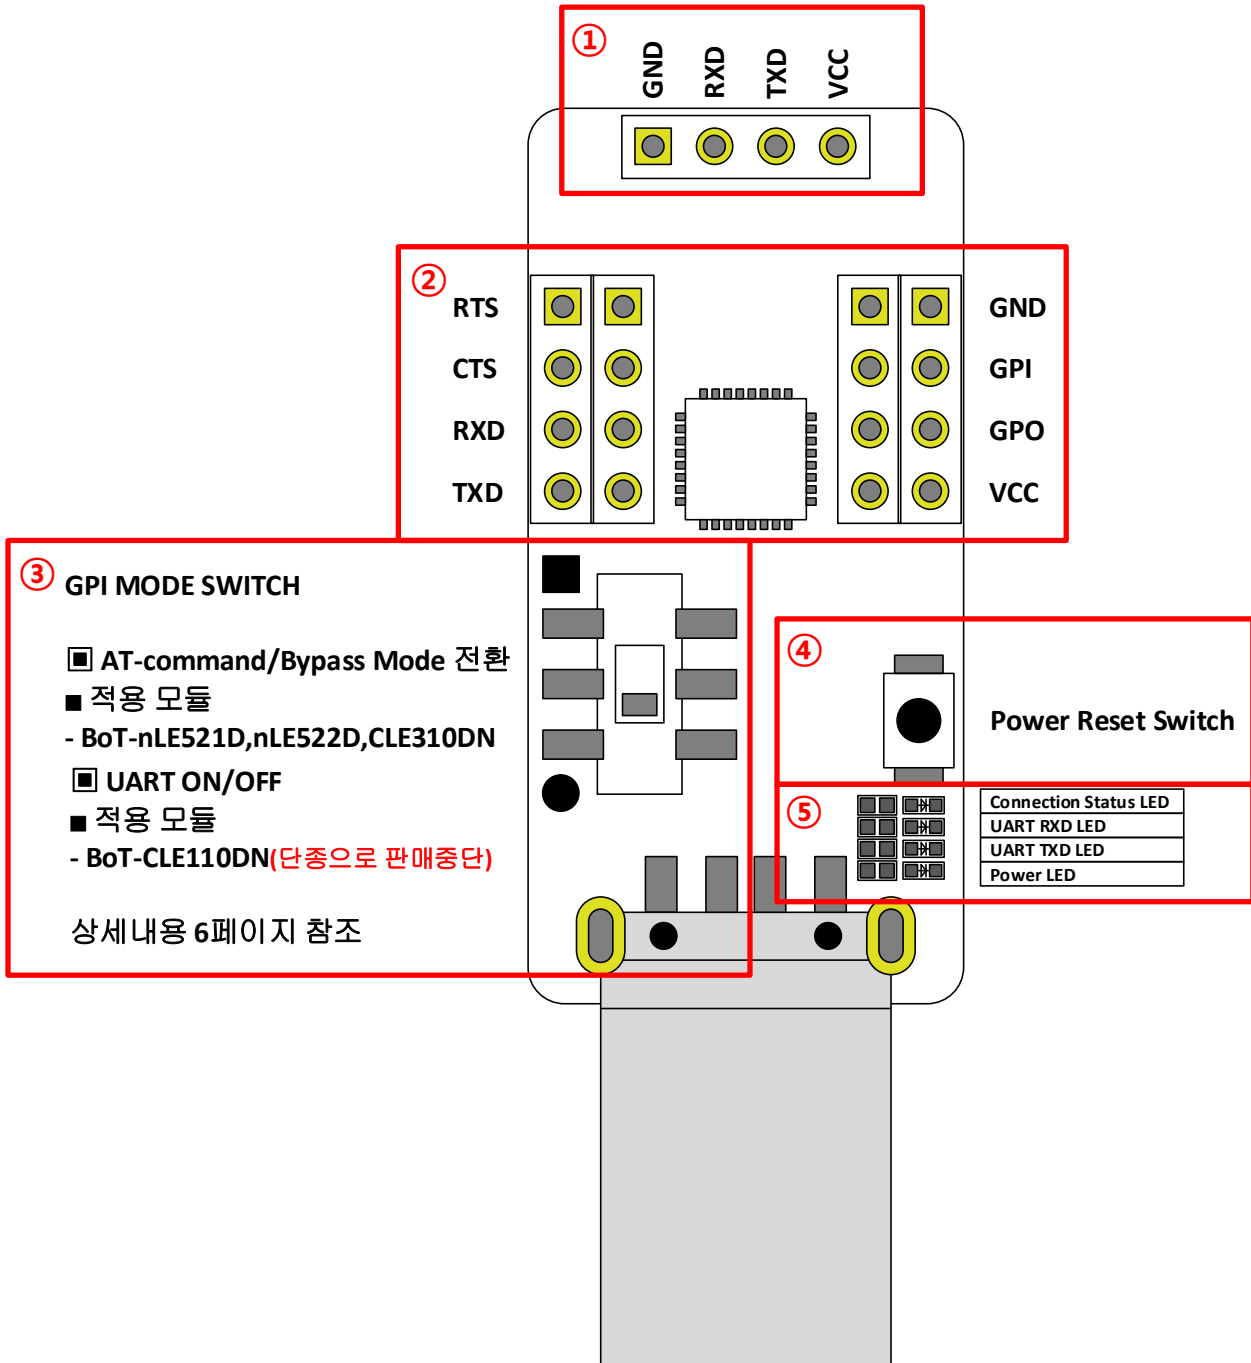 ①
GND RXD TXD VCC
②
RTS
CTS
RXD
TXD
GND
GPI
GPO
VCC
③ GPI MODE SWITCH
▣ AT-command/Bypass Mode 전환
■ 적용 모듈
- BoT-nLE521D,nLE522D,CLE310DN
▣ UART ON/OFF
■ 적용 모듈
- BoT-CLE110DN(단종으로 판매중단)
상세내용 6페이지 참조
④
Power Reset Switch
⑤
Connection Status LED
UART RXD LED
UART TXD LED
Power LED